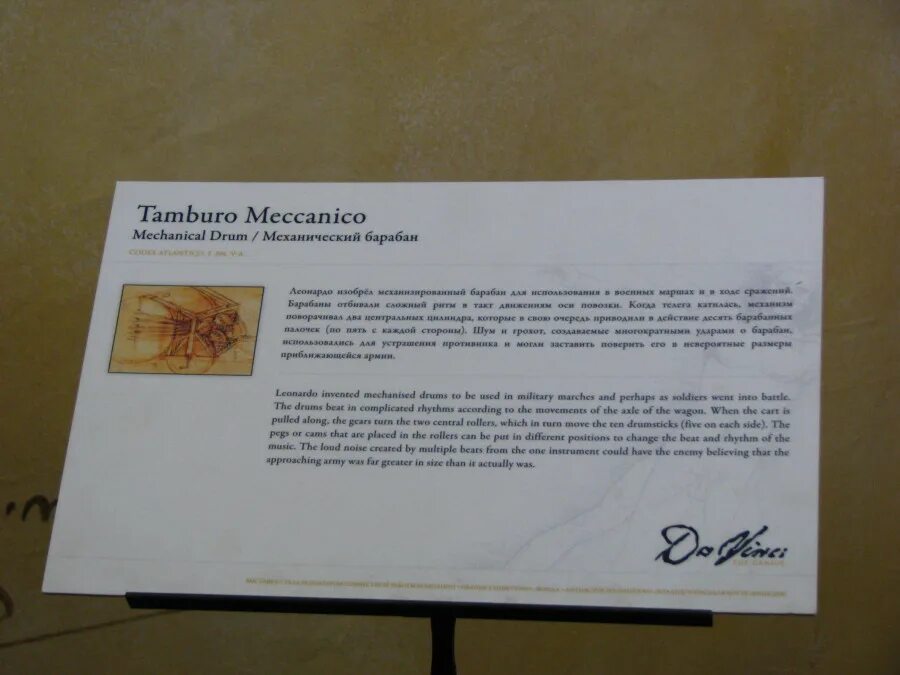 Tamburo Meccanico
Mechanical Drum / Механический барабан
CODEX ATLANTICO, F.
Леонардо изобрёл механизированный барабан для использования в военных маршах и в ходе сражений.
Барабаны отбивали сложный ритм в такт движениям оси повозки. Когда телега катилась, механизм
поворачивал два центральных цилиндра, которые в свою очередь приводили в действие десять барабанных
палочек (по пять с каждой стороны). Шум и грохот, создаваемые многократными ударами о барабан,
использовались для устрашения противника и могли заставить поверить его в невероятные размеры
приближающейся армии.
Leonardo invented mechanised drums to be used in military marches and perhaps as soldiers went into battle.
The drums beat in complicated rhythms according to the movements of the axle of the wagon. When the cart is
pulled along, the gears turn the two central rollers, which in turn move the ten drumsticks (five on each side). The
pegs or cams that are placed in the rollers can be put in different positions to change the beat and rhythm of the
music. The loud noise created by multiple beats from the one instrument could have the enemy believing that the
approaching army was far greater in size than it actually was.
Da Vinci
THE GENIUS